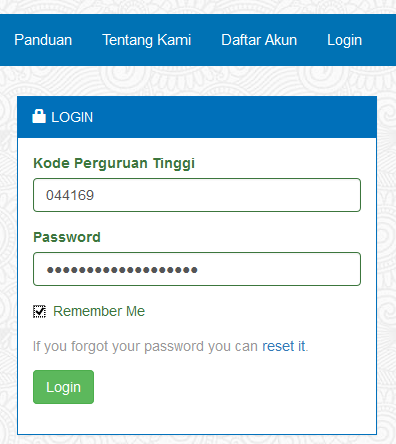 Panduan Tentang Kami Daftar Akun Login
LOGIN
Kode Perguruan Tinggi
044169
Password
●●●●●●●●●●●●●●●●●●●
Remember Me
If you forgot your password you can reset it.
Login